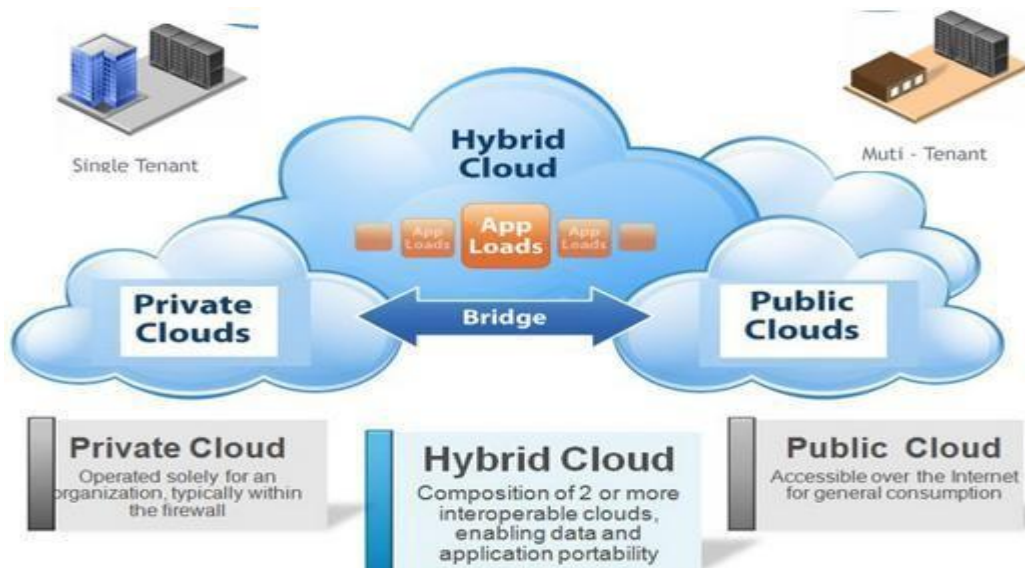 Single Tenant
Muti - Tenant
Hybrid
Cloud
App
Loads
App
Loads
App
Loads
Private
Clouds
Bridge
Public
Clouds
Private Cloud
Operated solely for an
organization, typically within
the firewall
Hybrid Cloud
Composition of 2 or more
interoperable clouds,
enabling data and
application portability
Public Cloud
Accessible over the Internet
for general consumption